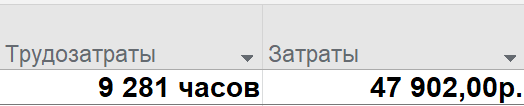 Трудозатраты Затраты
9 281 часов 47 902,00р.